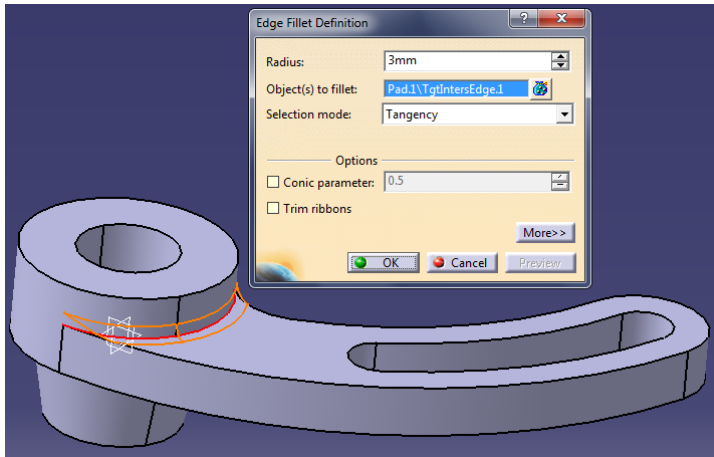 Edge Fillet Definition
Radius: 3mm
Object(s) to fillet: Pad.1\TgtIntersEdge.1
Selection mode: Tangency
Options
Conic parameter: 0.5
Trim ribbons
More>>
OK Cancel Preview